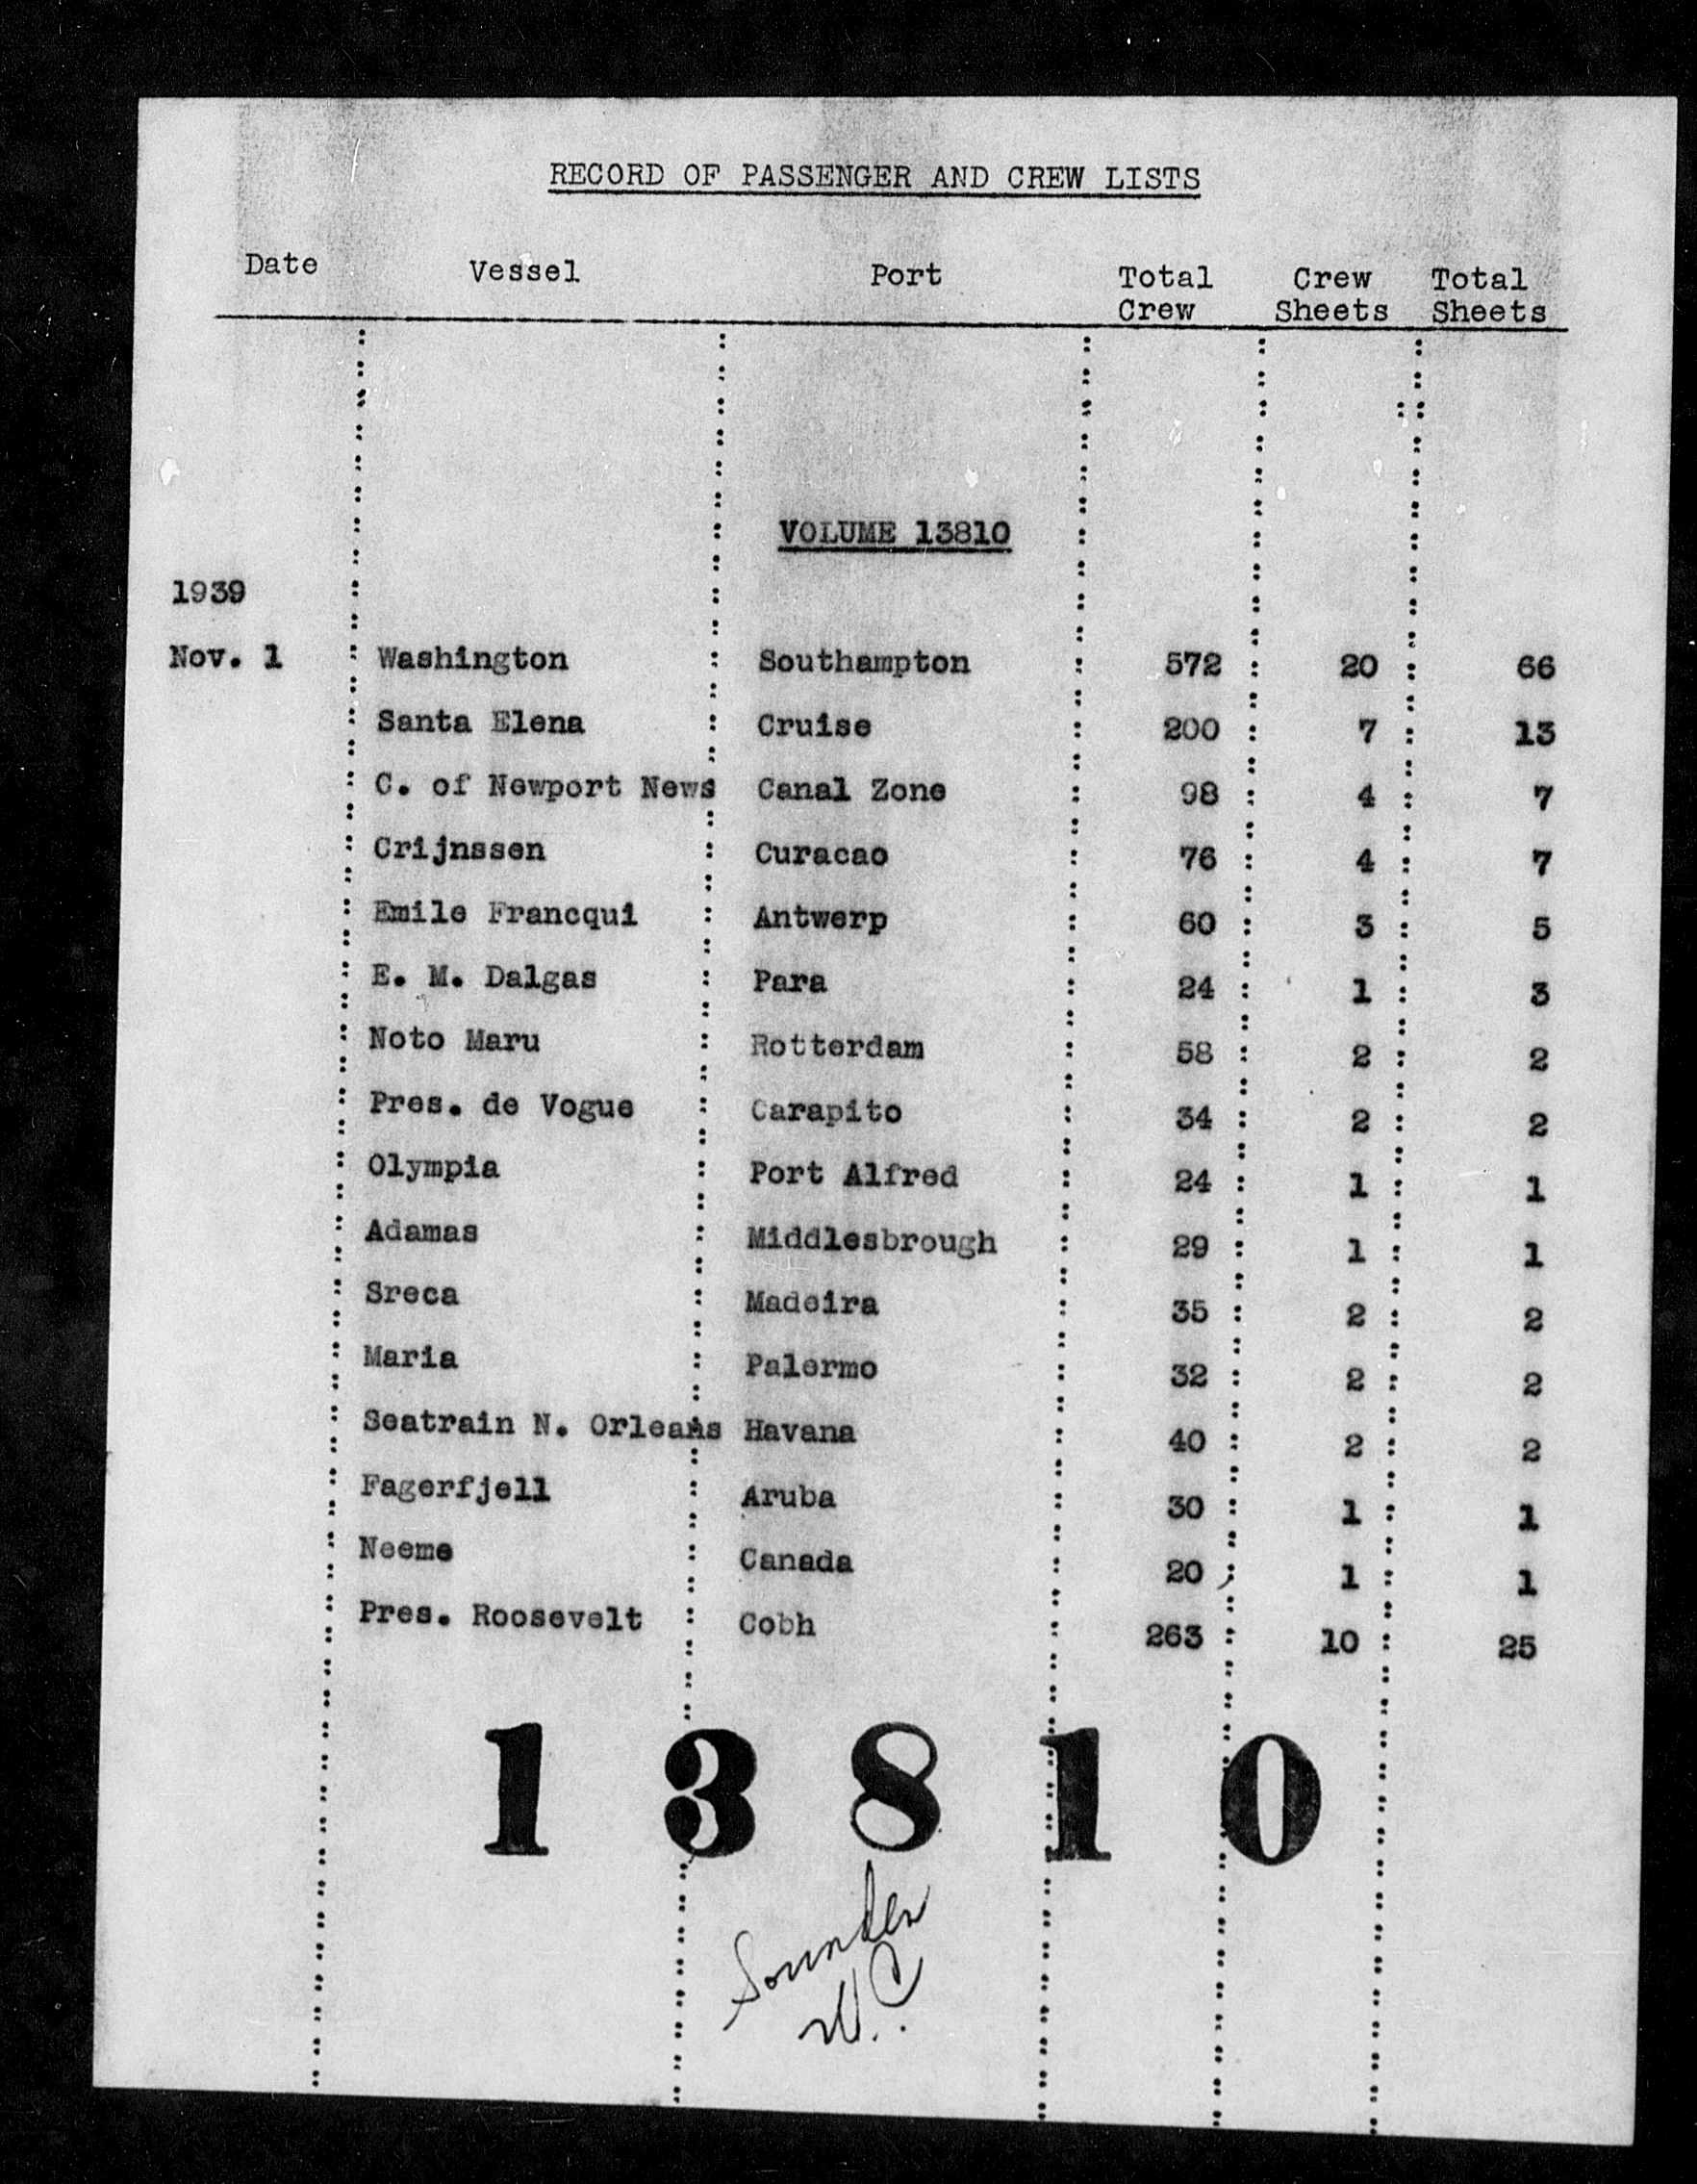 RECORD OF PASSENGER AND CREW LISTS
Date Vessel Port Total Crew Crew Sheets Total Sheets
VOLUME 13810
1939
Nov. 1 Washington Southampton 572 20 66
Santa Elena Cruise 200 7 13
C. of Newport News Canal Zone 98 4 7
Crijnssen Curacao 76 4 7
Emile Francqui Antwerp 60 3 5
E. M. Dalgas Para 24 1 3
Noto Maru Rotterdam 58 2 2
Pres. de Vogue Carapito 34 2 2
Olympia Port Alfred 24 1 1
Adamas Middlesbrough 29 1 1
Sreca Madeira 35 2 2
Maria Palermo 32 2 2
Seatrain N. Orleans Havana 40 2 2
Fagerfjell Aruba 30 1 1
Neeme Canada 20 1 1
Pres. Roosevelt Cobh 263 10 25
13810